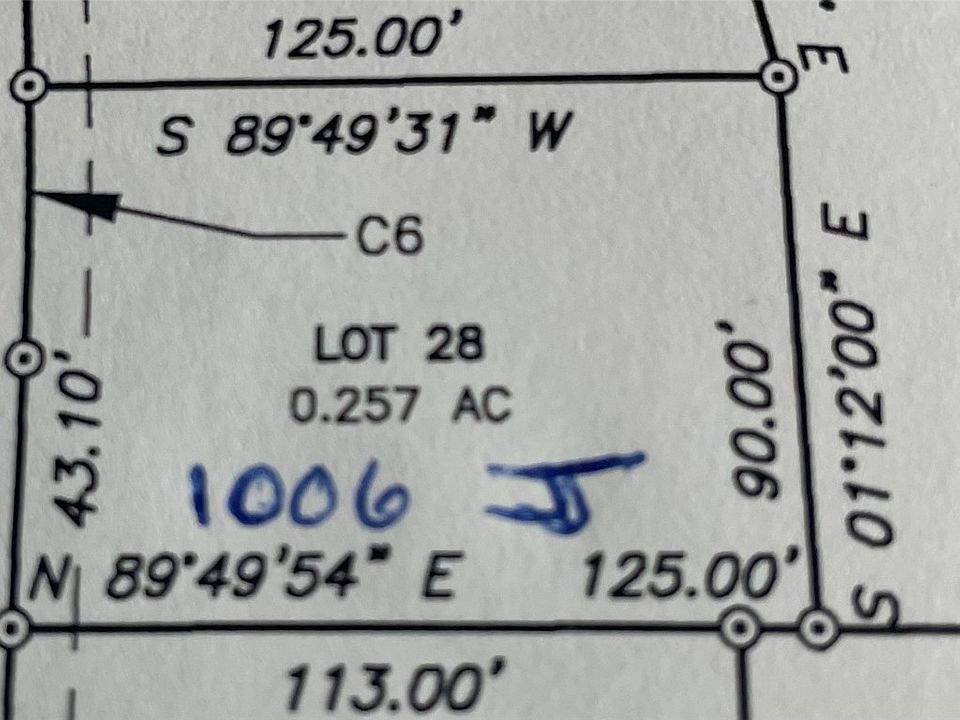 125.00'
S 89°49'31" W
E
C6
S 01°12'00" E
LOT 28
0.257 AC
90.00'
43.10'
1006 J
N 89°49'54" E 125.00'
113.00'